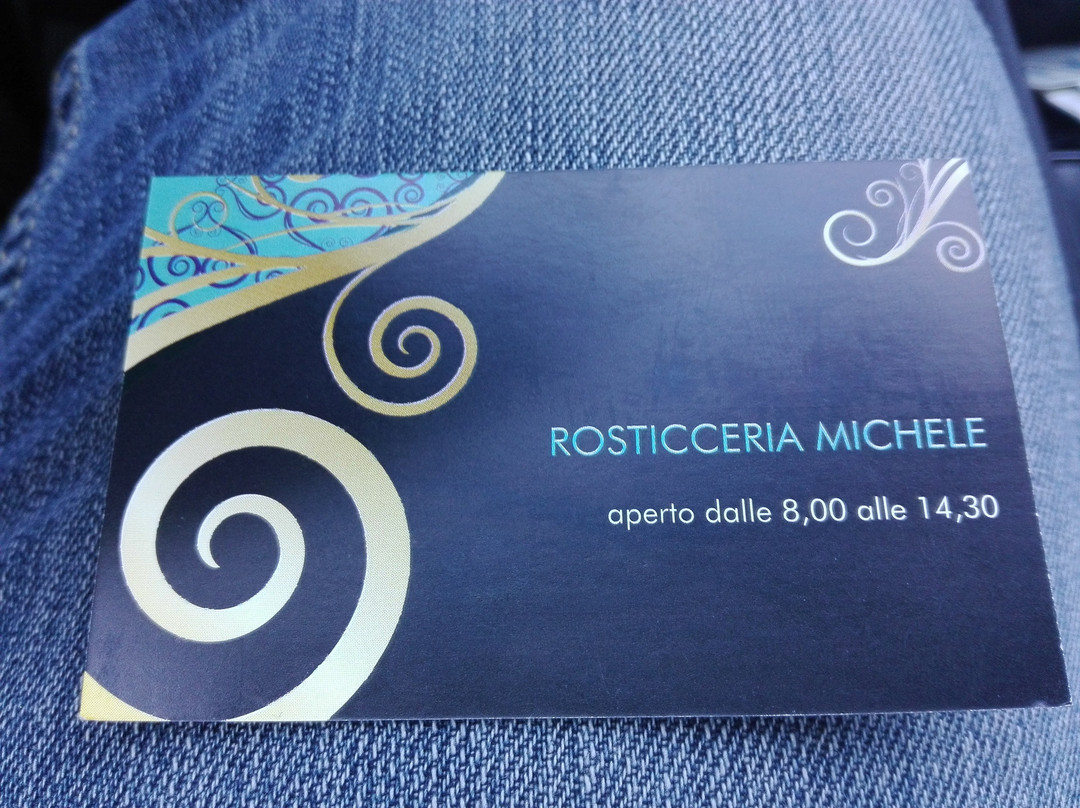 ROSTICCERIA MICHELE
aperto dalle 8,00 alle 14,30